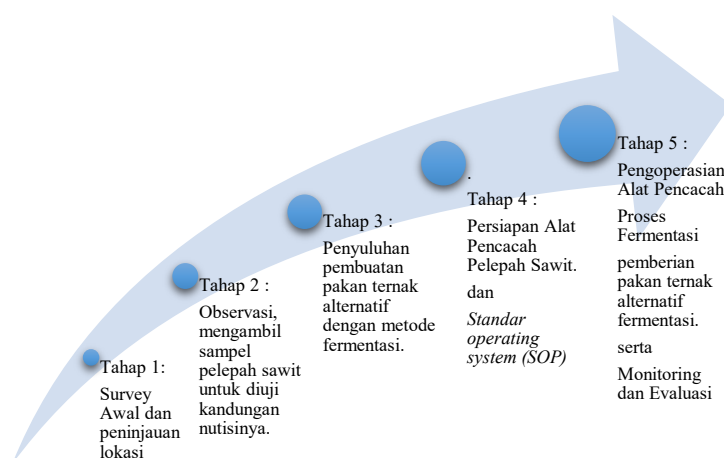 Tahap 1:
Survey
Awal dan
peninjauan
lokasi
Tahap 2 :
Observasi,
mengambil
sampel
pelepah sawit
untuk diuji
kandungan
nutisinya.
Tahap 3 :
Penyuluhan
pembuatan
pakan ternak
alternatif
dengan metode
fermentasi.
.
Tahap 4 :
Persiapan Alat
Pencacah
Pelepah Sawit.
dan
Standar
operating
system (SOP)
Tahap 5 :
Pengoperasian
Alat Pencacah
Proses
Fermentasi
pemberian
pakan ternak
alternatif
fermentasi.
serta
Monitoring
dan Evaluasi